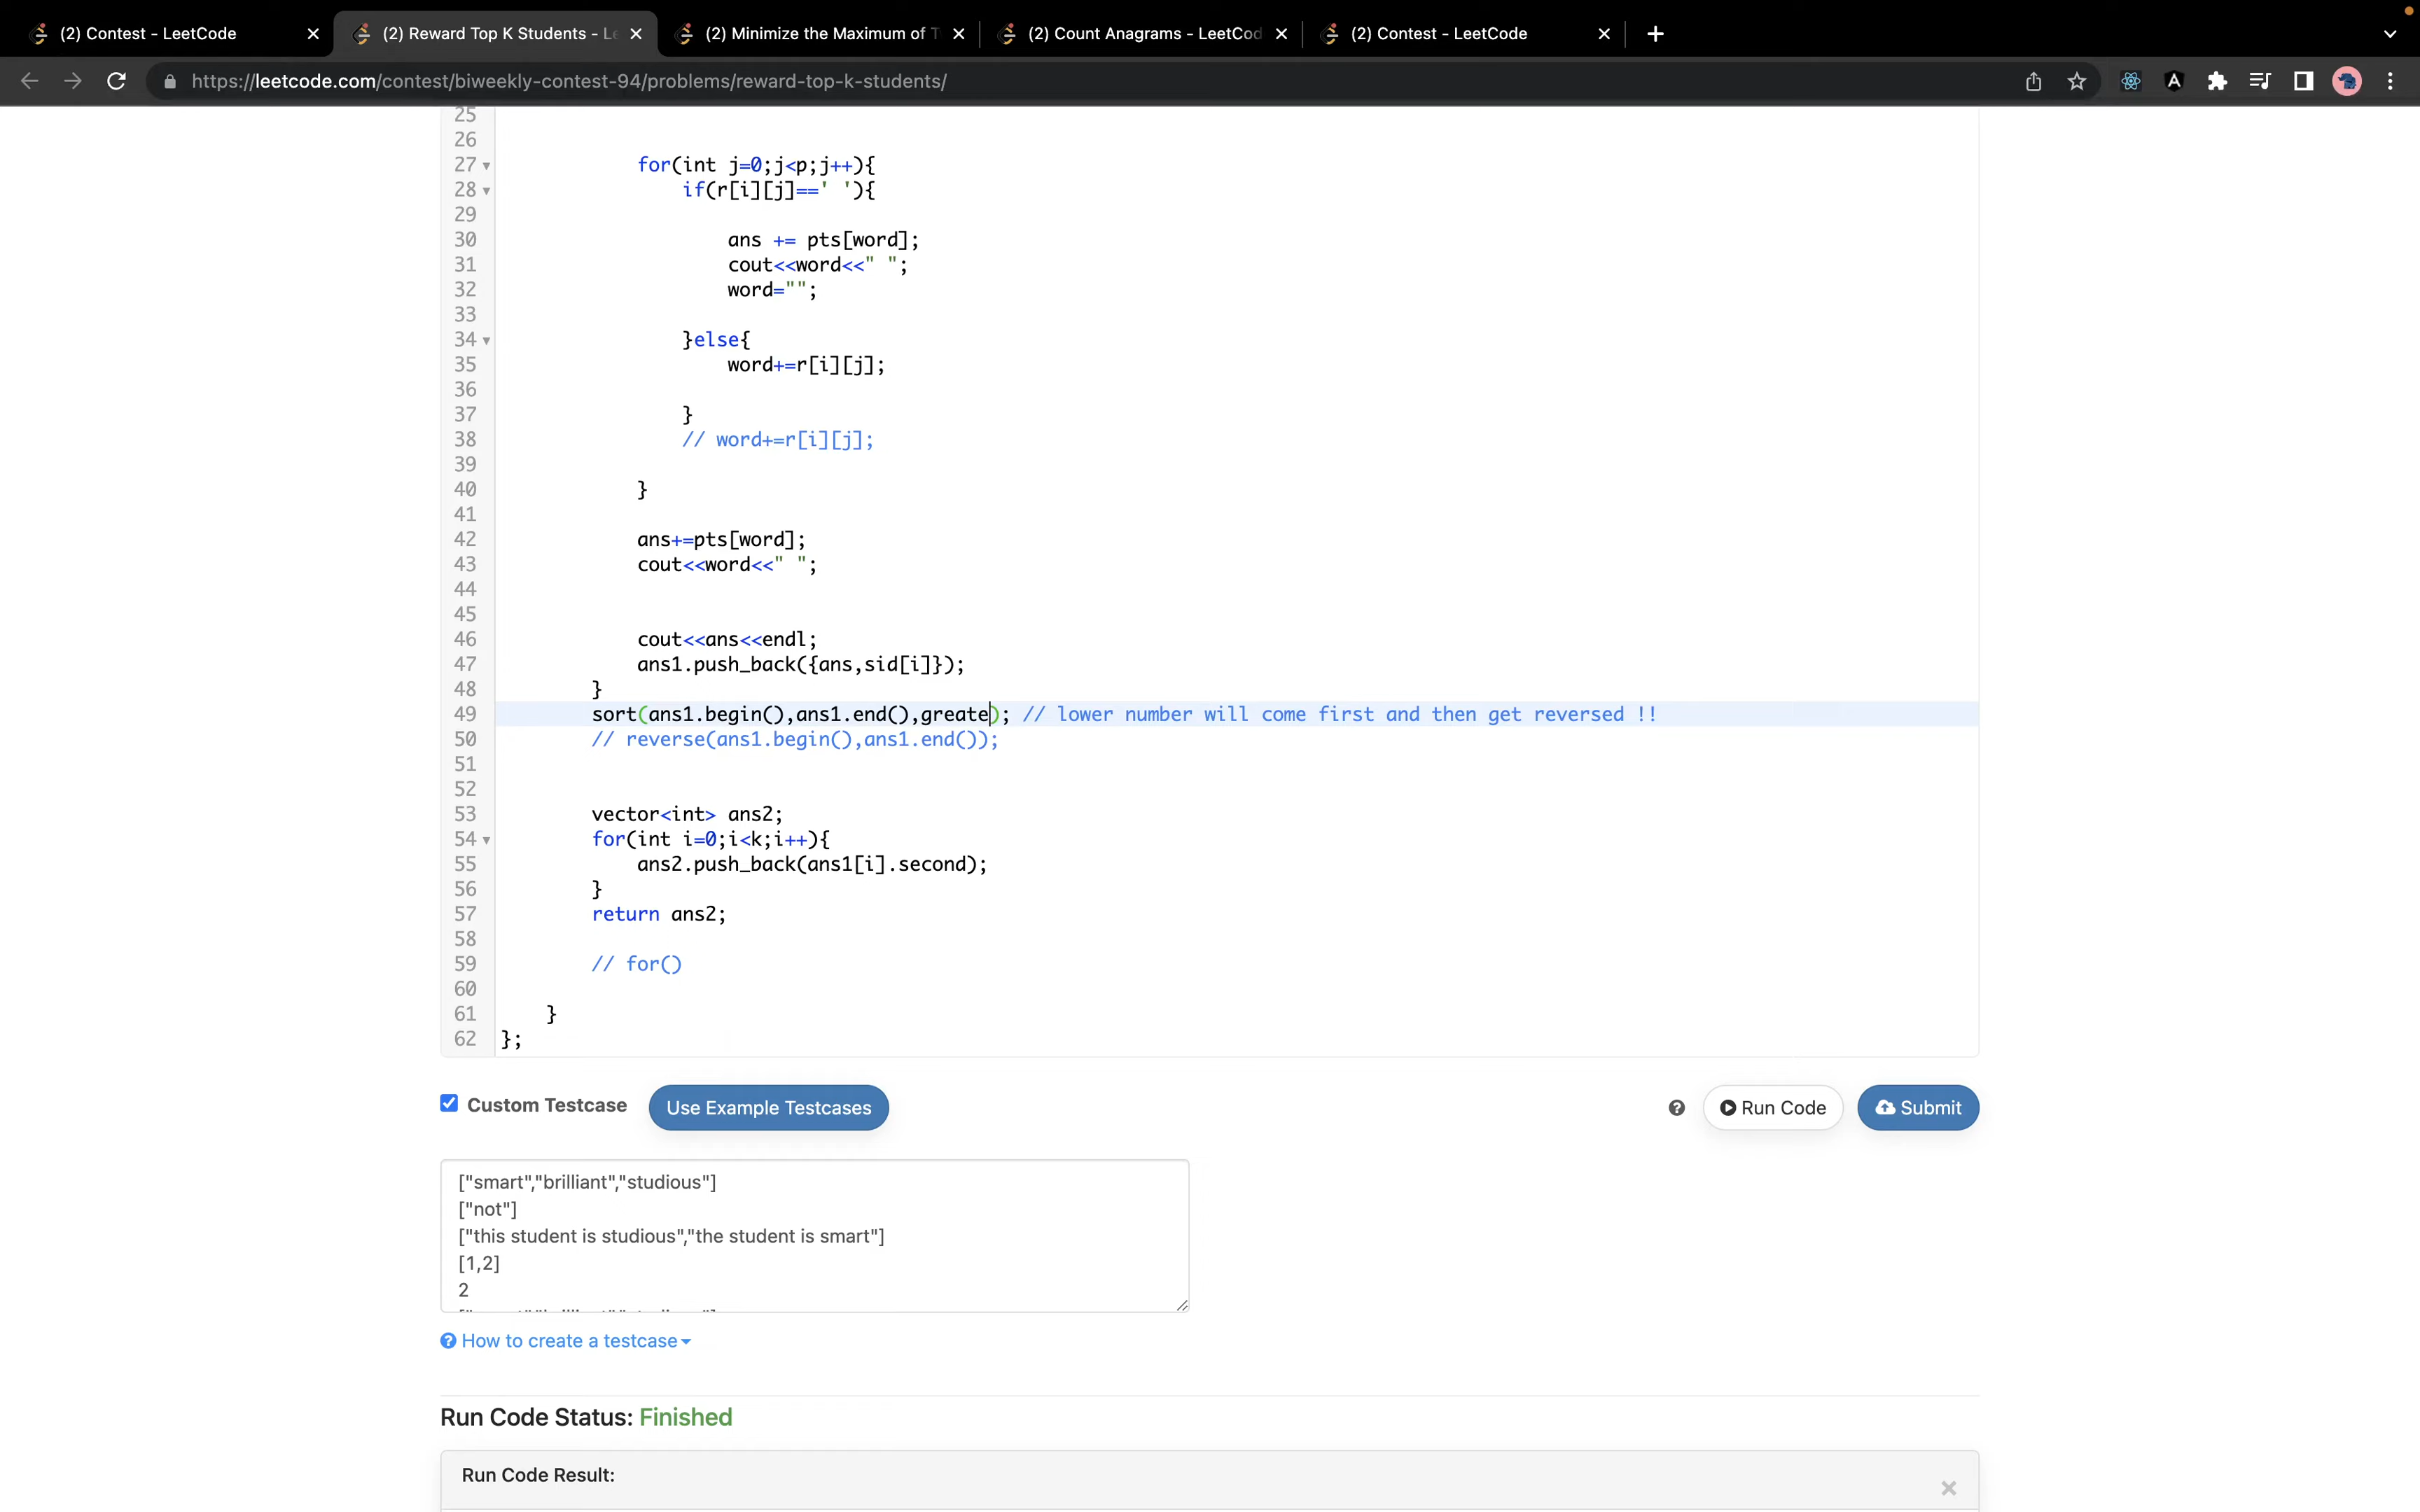 (2) Contest - LeetCode
(2) Reward Top K Students - Le
(2) Minimize the Maximum of T
(2) Count Anagrams - LeetCod
(2) Contest - LeetCode
https://leetcode.com/contest/biweekly-contest-94/problems/reward-top-k-students/
25
26
27 for(int j=0;j<p;j++){
28 if(r[i][j]==' '){
29
30 ans += pts[word];
31 cout<<word<<" ";
32 word="";
33
34 }else{
35 word+=r[i][j];
36
37 }
38 // word+=r[i][j];
39
40 }
41
42 ans+=pts[word];
43 cout<<word<<" ";
44
45
46 cout<<ans<<endl;
47 ans1.push_back({ans,sid[i]});
48 }
49 sort(ans1.begin(),ans1.end(),greate); // lower number will come first and then get reversed !!
50 // reverse(ans1.begin(),ans1.end());
51
52
53 vector<int> ans2;
54 for(int i=0;i<k;i++){
55 ans2.push_back(ans1[i].second);
56 }
57 return ans2;
58
59 // for()
60
61 }
62 };
Custom Testcase
Use Example Testcases
Run Code
Submit
["smart","brilliant","studious"]
["not"]
["this student is studious","the student is smart"]
[1,2]
2
How to create a testcase
Run Code Status: Finished
Run Code Result: